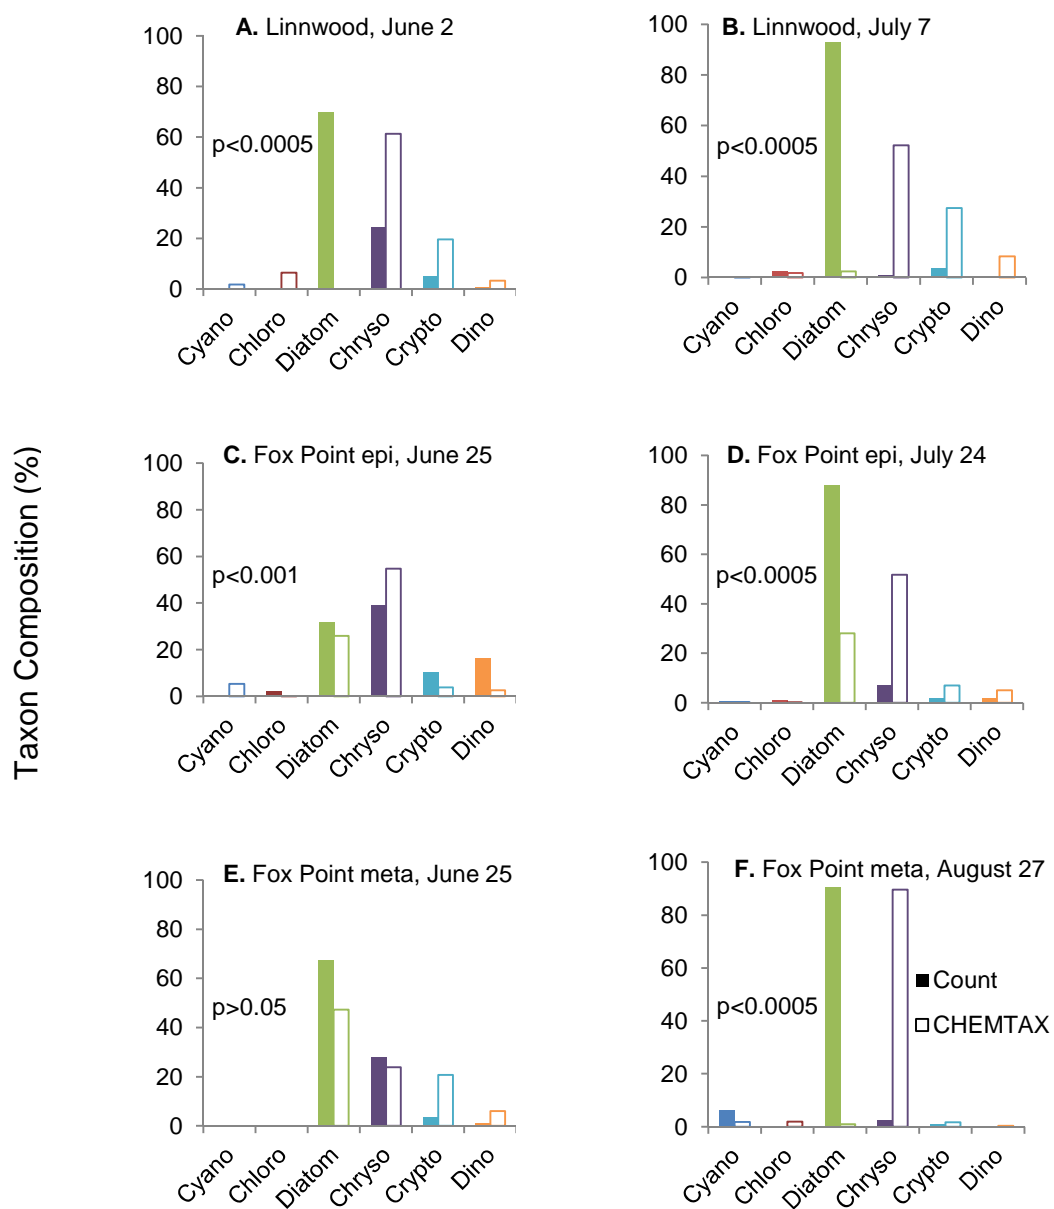 A. Linnwood, June 2
100
80
60
40
20
0
p<0.0005
Cyano
Chloro
Diatom
Chryso
Crypto
Dino
B. Linnwood, July 7
100
80
60
40
20
0
p<0.0005
Cyano
Chloro
Diatom
Chryso
Crypto
Dino
Taxon Composition (%)
C. Fox Point epi, June 25
100
80
60
40
20
0
p<0.001
Cyano
Chloro
Diatom
Chryso
Crypto
Dino
D. Fox Point epi, July 24
100
80
60
40
20
0
p<0.0005
Cyano
Chloro
Diatom
Chryso
Crypto
Dino
E. Fox Point meta, June 25
100
80
60
40
20
0
p>0.05
Cyano
Chloro
Diatom
Chryso
Crypto
Dino
F. Fox Point meta, August 27
100
80
60
40
20
0
p<0.0005
Count
CHEMTAX
Cyano
Chloro
Diatom
Chryso
Crypto
Dino